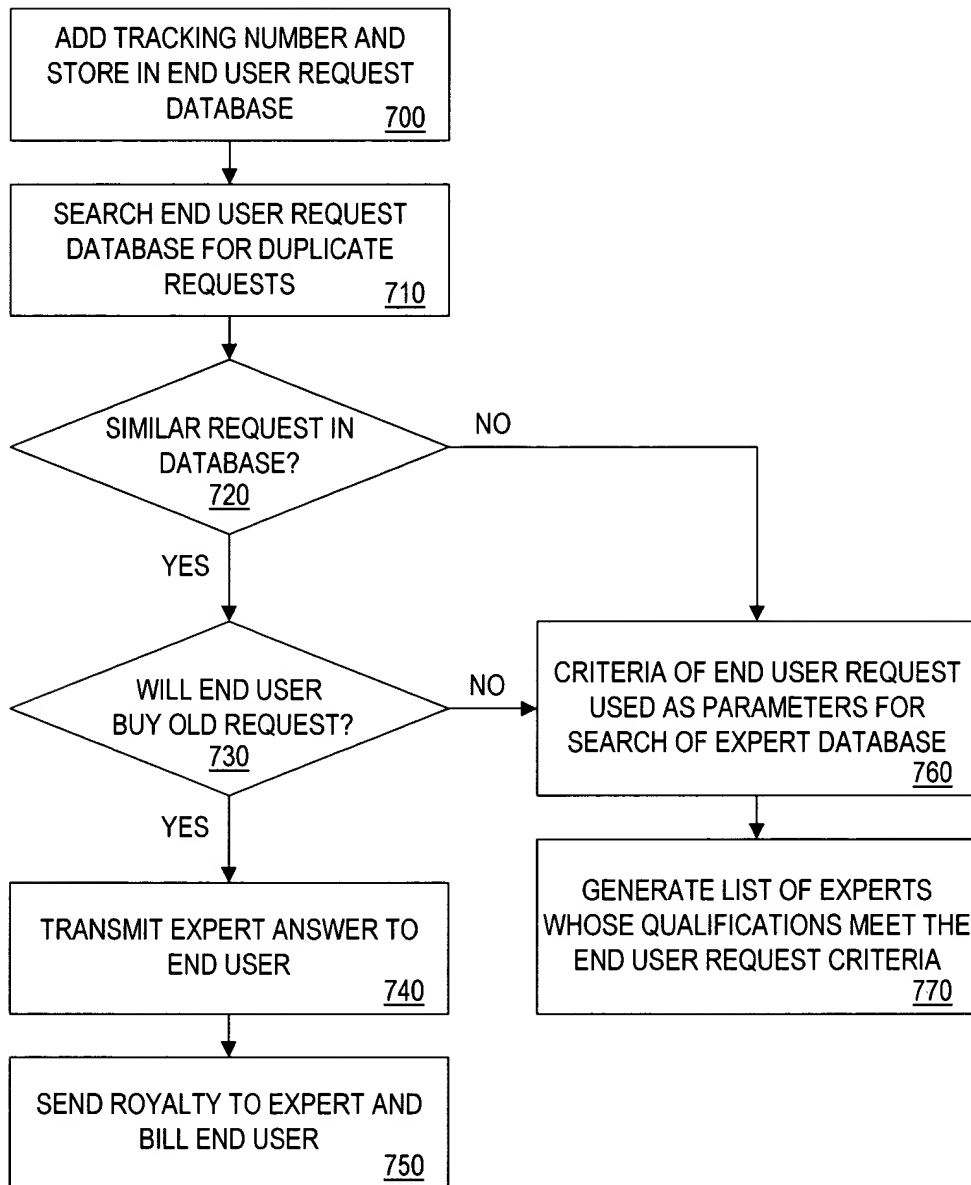 ADD TRACKING NUMBER AND
STORE IN END USER REQUEST
DATABASE
700
SEARCH END USER REQUEST
DATABASE FOR DUPLICATE
REQUESTS
710
SIMILAR REQUEST IN
DATABASE?
720
NO
YES
WILL END USER
BUY OLD REQUEST?
730
NO
YES
CRITERIA OF END USER REQUEST
USED AS PARAMETERS FOR
SEARCH OF EXPERT DATABASE
760
TRANSMIT EXPERT ANSWER TO
END USER
740
GENERATE LIST OF EXPERTS
WHOSE QUALIFICATIONS MEET THE
END USER REQUEST CRITERIA
770
SEND ROYALTY TO EXPERT AND
BILL END USER
750